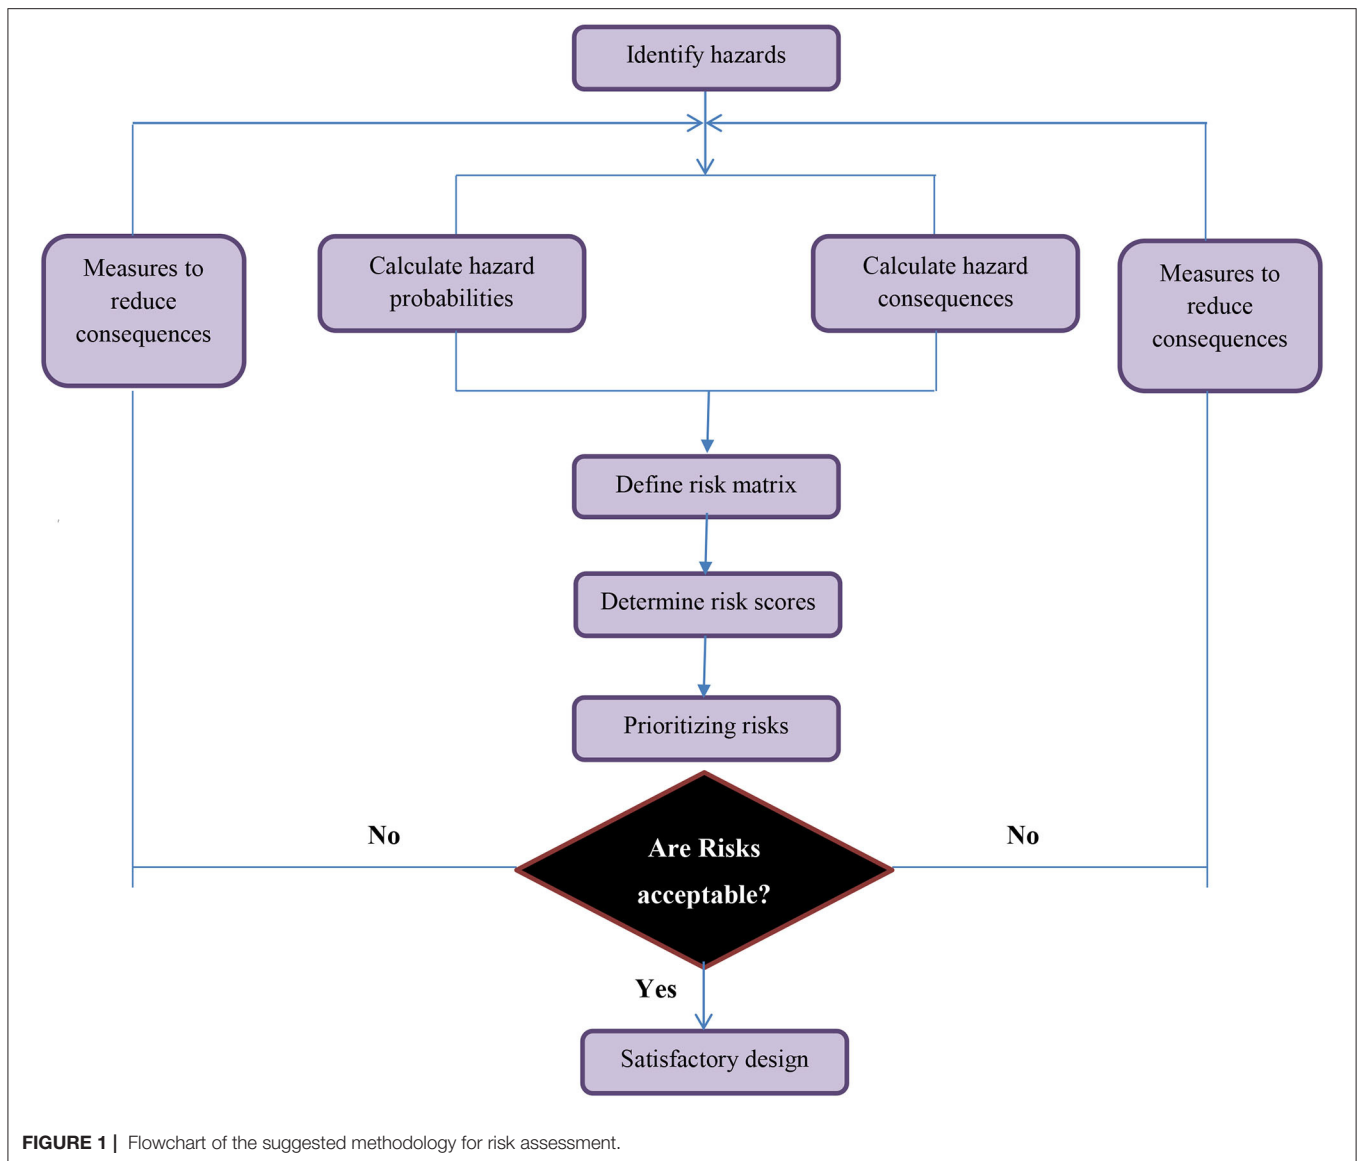 Identify hazards
Measures to
reduce
consequences
Calculate hazard
probabilities
Calculate hazard
consequences
Measures to
reduce
consequences
Define risk matrix
Determine risk scores
Prioritizing risks
No
Are Risks
acceptable?
No
Yes
Satisfactory design
FIGURE 1 | Flowchart of the suggested methodology for risk assessment.